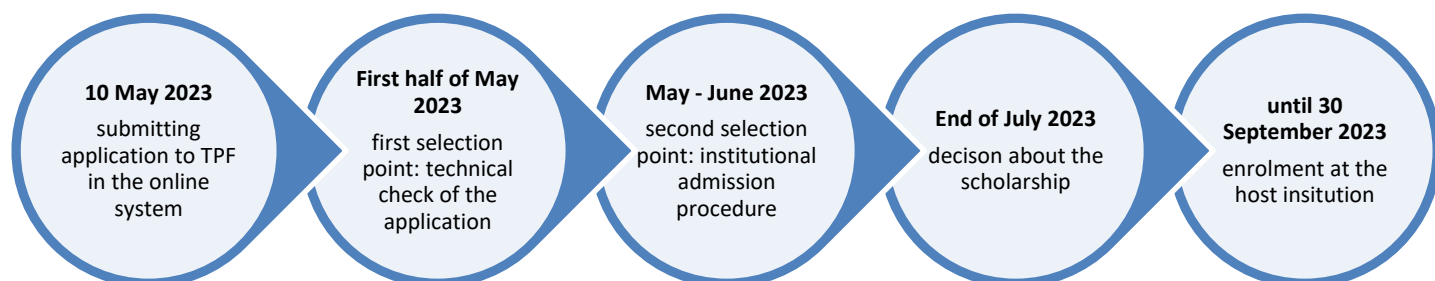 10 May 2023
submitting
application to TPF
in the online
system
First half of May
2023
first selection
point: technical
check of the
application
May - June 2023
second selection
point: institutional
admission
procedure
End of July 2023
decison about the
scholarship
until 30
September 2023
enrolment at the
host insitution